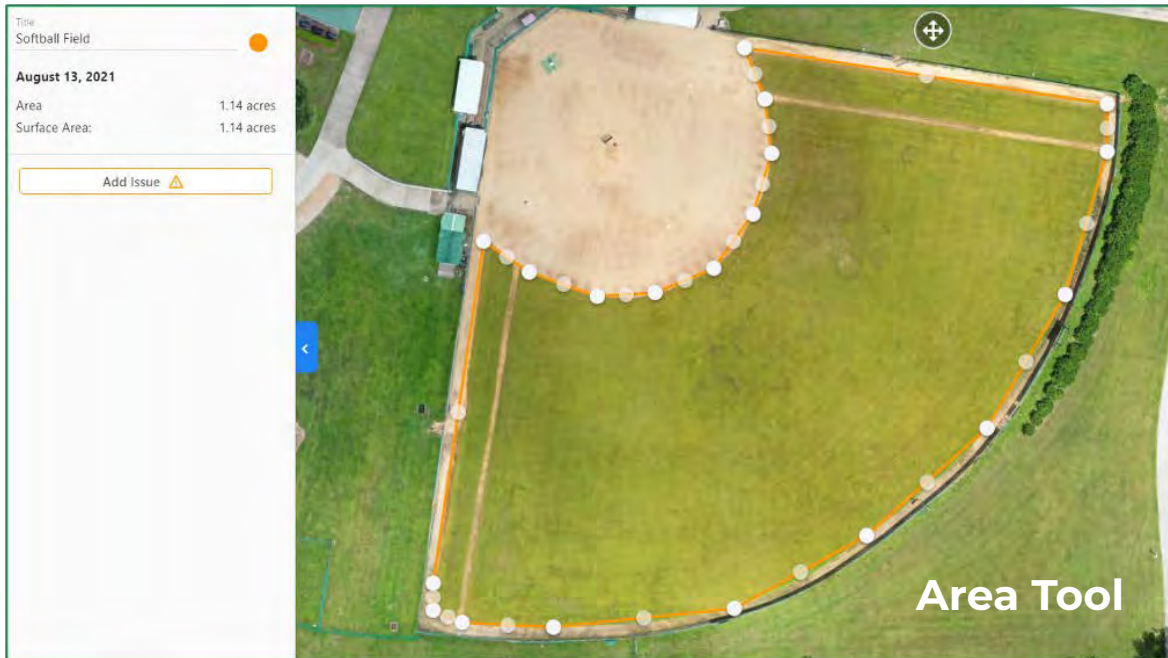 Title
Softball Field
August 13, 2021
Area 1.14 acres
Surface Area: 1.14 acres
Add Issue
Area Tool